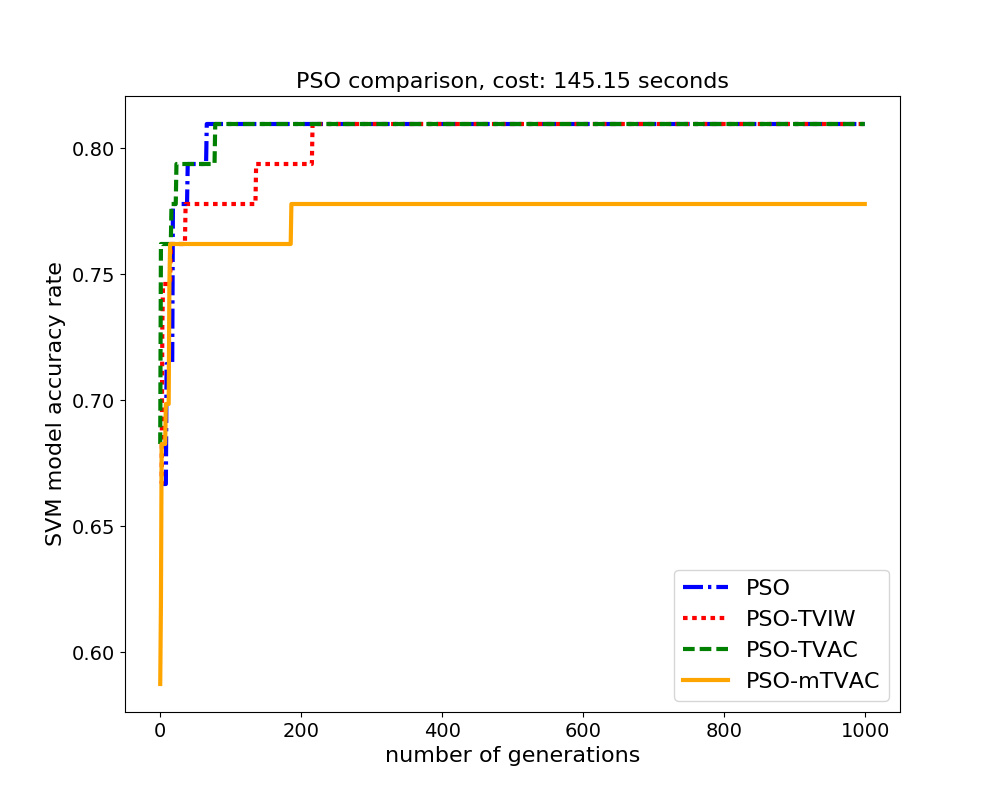 PSO comparison, cost: 145.15 seconds
SVM model accuracy rate
0.80
0.75
0.70
0.65
0.60
0
200
400
600
800
1000
number of generations
PSO
PSO-TVIW
PSO-TVAC
PSO-mTVAC